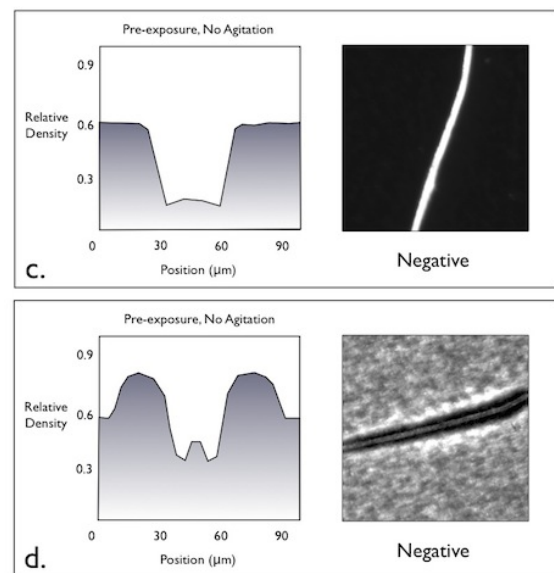 Pre-exposure, No Agitation
0.9
Relative
Density
0.6
0.3
0 30 60 90
Position (μm)
c.
Negative
Pre-exposure, No Agitation
0.9
Relative
Density
0.6
0.3
0 30 60 90
Position (μm)
d.
Negative